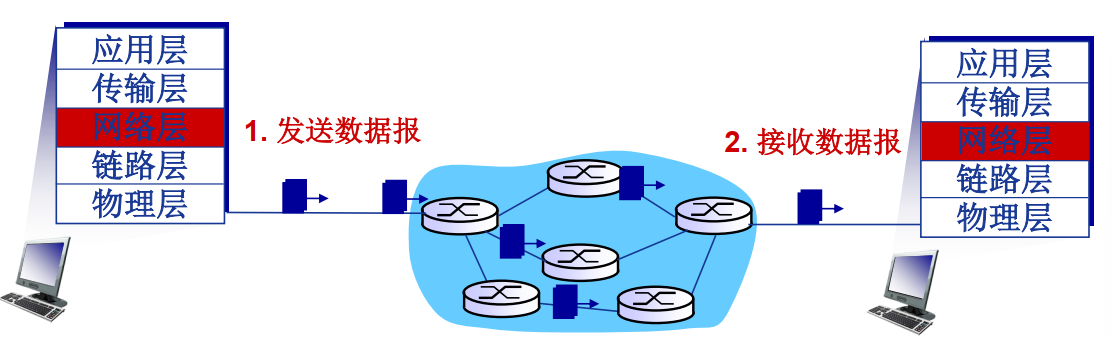 应用层
传输层
网络层
链路层
物理层
1. 发送数据报
2. 接收数据报
应用层
传输层
网络层
链路层
物理层